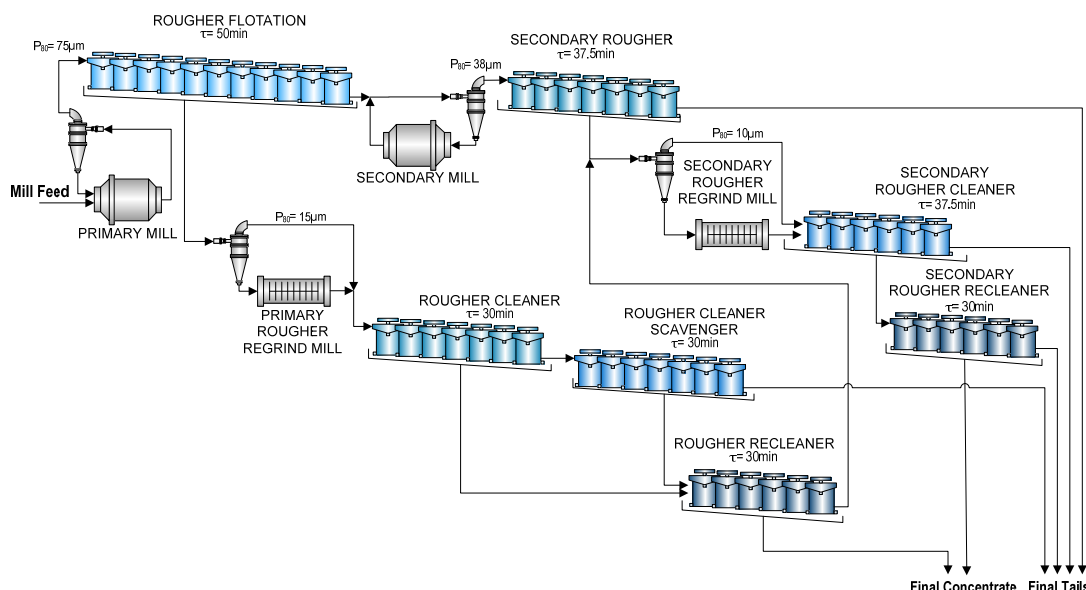 ROUGHER FLOTATION
τ= 50min
P80= 75µm
SECONDARY ROUGHER
τ= 37.5min
P80= 38µm
P80= 10µm
SECONDARY
ROUGHER
REGRIND MILL
SECONDARY MILL
SECONDARY
ROUGHER CLEANER
τ= 37.5min
Mill Feed
PRIMARY MILL
P80= 15µm
SECONDARY
ROUGHER RECLEANER
τ= 30min
ROUGHER CLEANER
τ= 30min
ROUGHER CLEANER
SCAVENGER
τ= 30min
PRIMARY
ROUGHER
REGRIND MILL
ROUGHER RECLEANER
τ= 30min
Final Concentrate
Final Tails